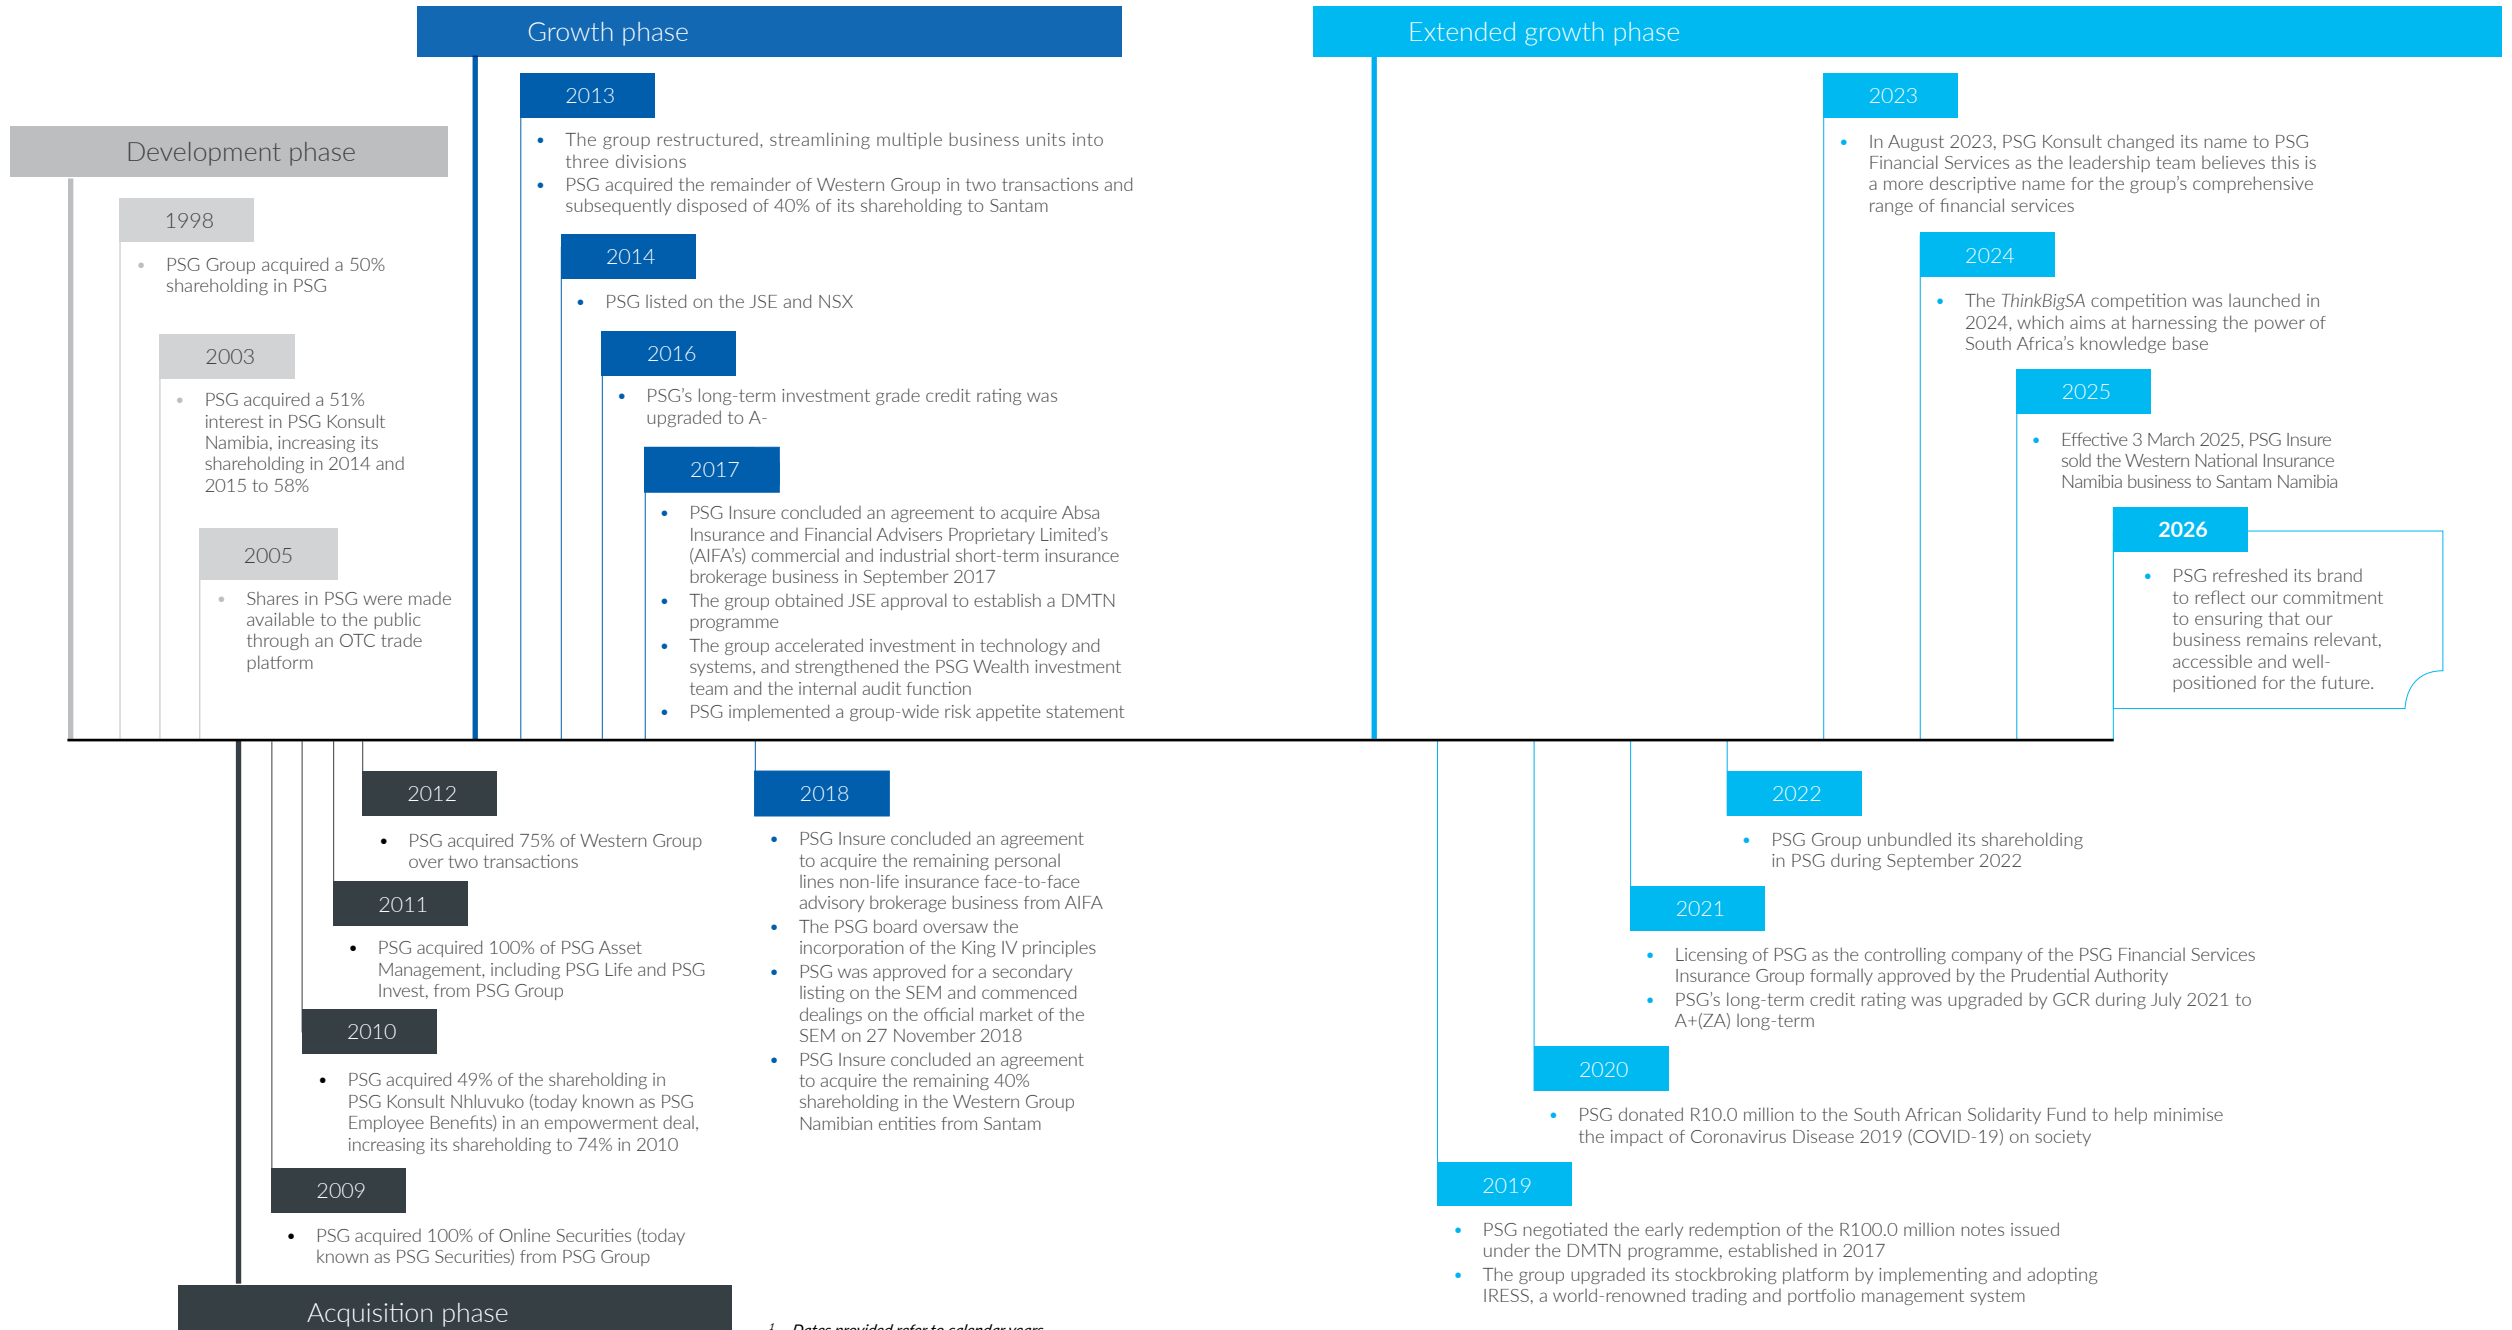 Development phase
1998
• PSG Group acquired a 50%
shareholding in PSG
2003
• PSG acquired a 51%
interest in PSG Konsult
Namibia, increasing its
shareholding in 2014 and
2015 to 58%
2005
• Shares in PSG were made
available to the public
through an OTC trade
platform
Growth phase
2013
• The group restructured, streamlining multiple business units into
three divisions
• PSG acquired the remainder of Western Group in two transactions and
subsequently disposed of 40% of its shareholding to Santam
2014
• PSG listed on the JSE and NSX
2016
• PSG’s long-term investment grade credit rating was
upgraded to A-
2017
• PSG Insure concluded an agreement to acquire Absa
Insurance and Financial Advisers Proprietary Limited’s
(AIFA’s) commercial and industrial short-term insurance
brokerage business in September 2017
• The group obtained JSE approval to establish a DMTN
programme
• The group accelerated investment in technology and
systems, and strengthened the PSG Wealth investment
team and the internal audit function
• PSG implemented a group-wide risk appetite statement
Extended growth phase
2023
• In August 2023, PSG Konsult changed its name to PSG
Financial Services as the leadership team believes this is
a more descriptive name for the group’s comprehensive
range of financial services
2024
• The ThinkBigSA competition was launched in
2024, which aims at harnessing the power of
South Africa’s knowledge base
2025
• Effective 3 March 2025, PSG Insure
sold the Western National Insurance
Namibia business to Santam Namibia
2026
• PSG refreshed its brand
to reflect our commitment
to ensuring that our
business remains relevant,
accessible and well-
positioned for the future.
2012
• PSG acquired 75% of Western Group
over two transactions
2011
• PSG acquired 100% of PSG Asset
Management, including PSG Life and PSG
Invest, from PSG Group
2010
• PSG acquired 49% of the shareholding in
PSG Konsult Nhluvuko (today known as PSG
Employee Benefits) in an empowerment deal,
increasing its shareholding to 74% in 2010
2009
• PSG acquired 100% of Online Securities (today
known as PSG Securities) from PSG Group
Acquisition phase
2018
• PSG Insure concluded an agreement
to acquire the remaining personal
lines non-life insurance face-to-face
advisory brokerage business from AIFA
• The PSG board oversaw the
incorporation of the King IV principles
• PSG was approved for a secondary
listing on the SEM and commenced
dealings on the official market of the
SEM on 27 November 2018
• PSG Insure concluded an agreement
to acquire the remaining 40%
shareholding in the Western Group
Namibian entities from Santam
1 Dates provided refer to calendar years
2022
• PSG Group unbundled its shareholding
in PSG during September 2022
2021
• Licensing of PSG as the controlling company of the PSG Financial Services
Insurance Group formally approved by the Prudential Authority
• PSG’s long-term credit rating was upgraded by GCR during July 2021 to
A+(ZA) long-term
2020
• PSG donated R10.0 million to the South African Solidarity Fund to help minimise
the impact of Coronavirus Disease 2019 (COVID-19) on society
2019
• PSG negotiated the early redemption of the R100.0 million notes issued
under the DMTN programme, established in 2017
• The group upgraded its stockbroking platform by implementing and adopting
IRESS, a world-renowned trading and portfolio management system